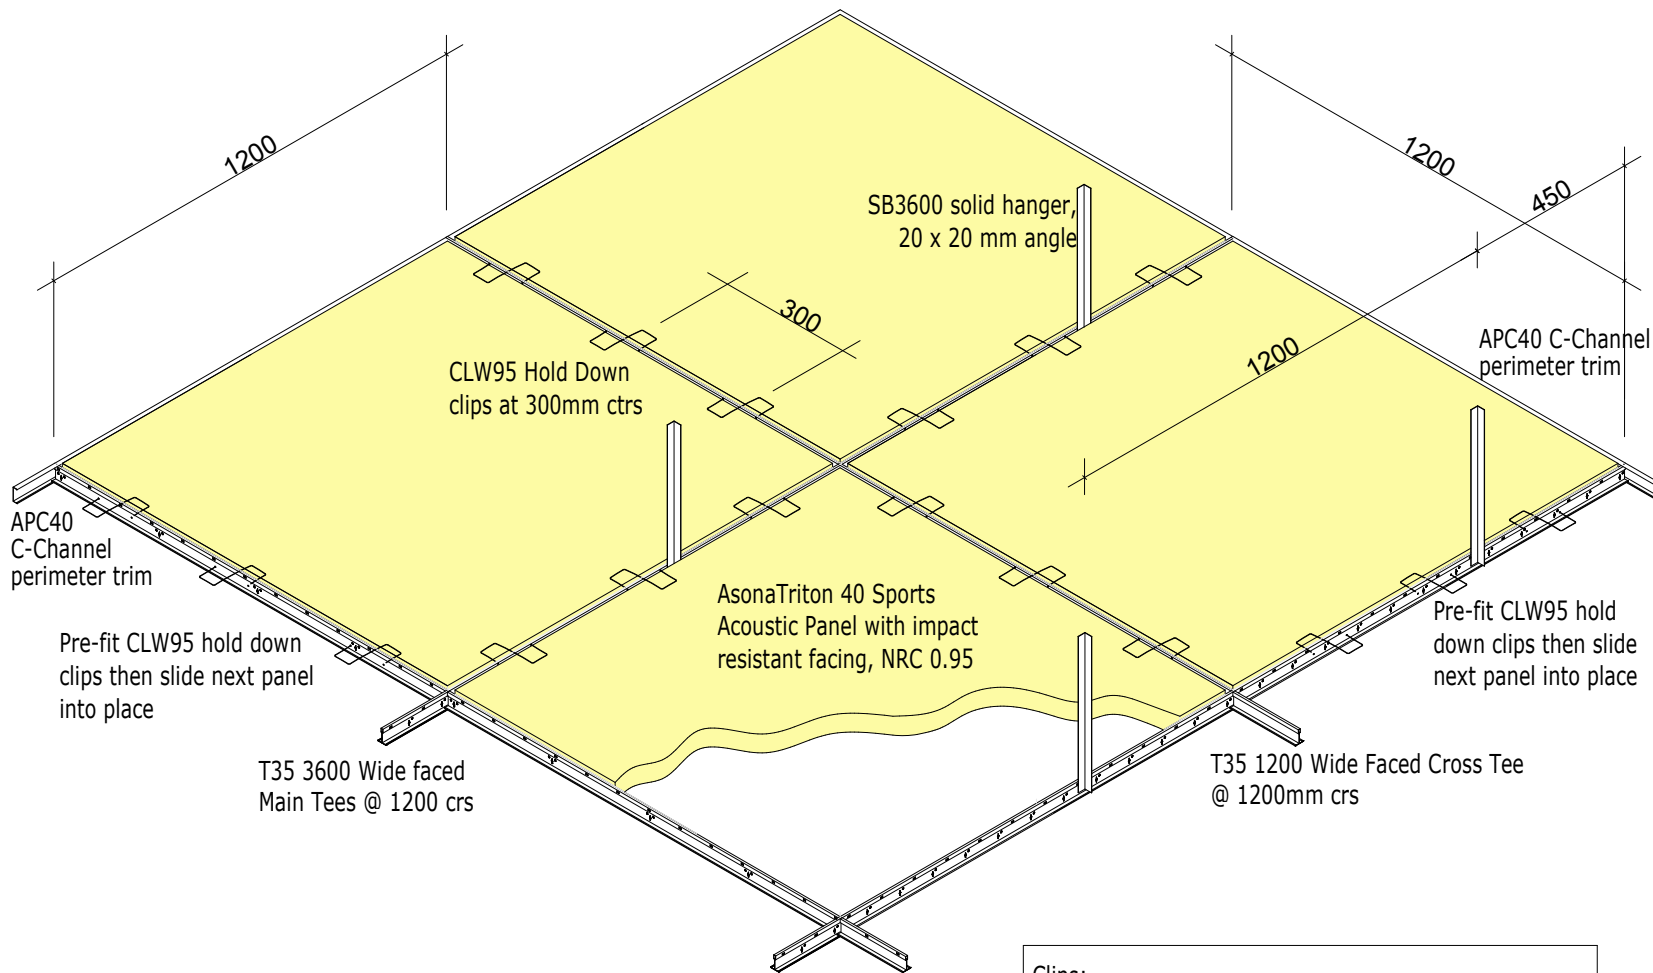 1200
1200
450
SB3600 solid hanger,
20 x 20 mm angle
300
1200
APC40 C-Channel
perimeter trim
CLW95 Hold Down
clips at 300mm ctrs
APC40
C-Channel
perimeter trim
AsonaTriton 40 Sports
Acoustic Panel with impact
resistant facing, NRC 0.95
Pre-fit CLW95 hold
down clips then slide
next panel into place
Pre-fit CLW95 hold down
clips then slide next panel
into place
T35 3600 Wide faced
Main Tees @ 1200 crs
T35 1200 Wide Faced Cross Tee
@ 1200mm crs